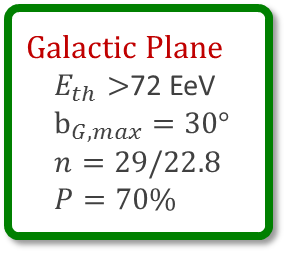 Galactic Plane
E_th >72 EeV
b_G,max = 30°
n = 29/22.8
P = 70%